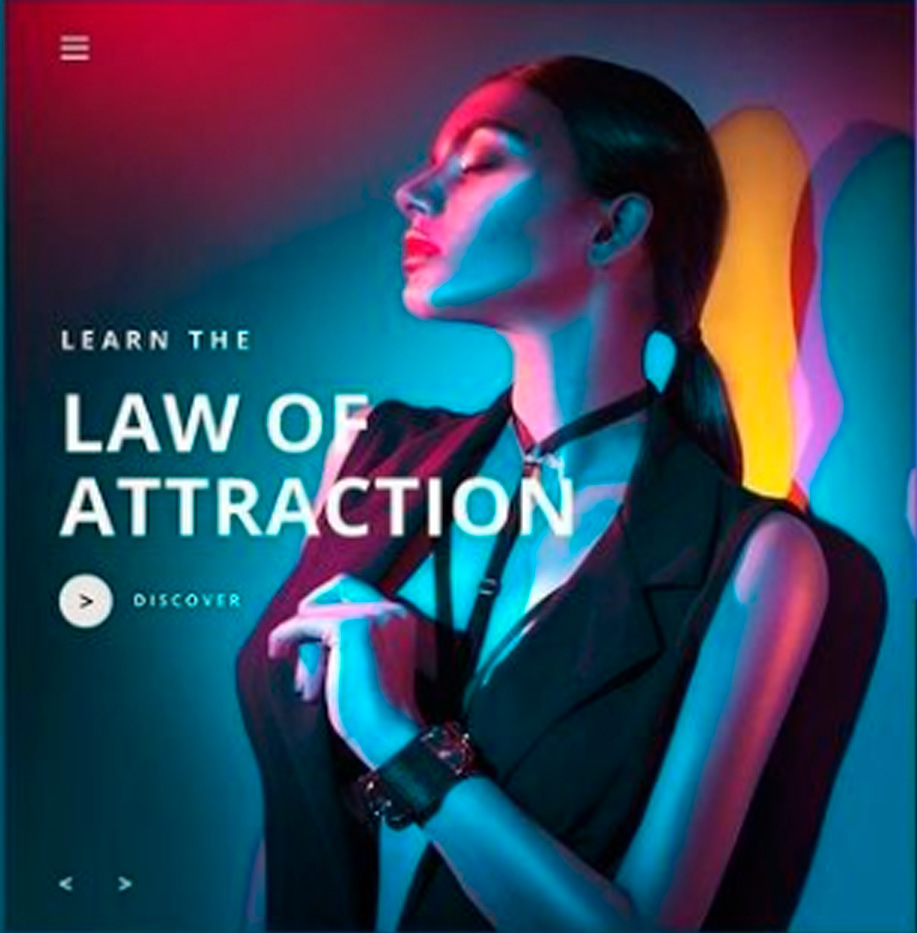 LEARN THE
LAW OF
ATTRACTION
> DISCOVER
< >